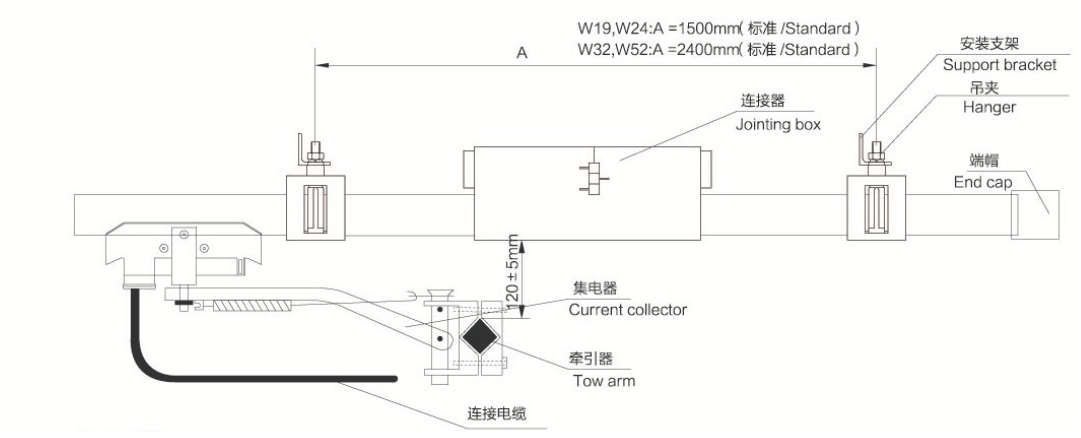 W19,W24:A =1500mm( 标准 /Standard )
W32,W52:A =2400mm( 标准 /Standard )
A
安装支架
Support bracket
吊夹
Hanger
连接器
Jointing box
端帽
End cap
120±5mm
集电器
Current collector
牵引器
Tow arm
连接电缆